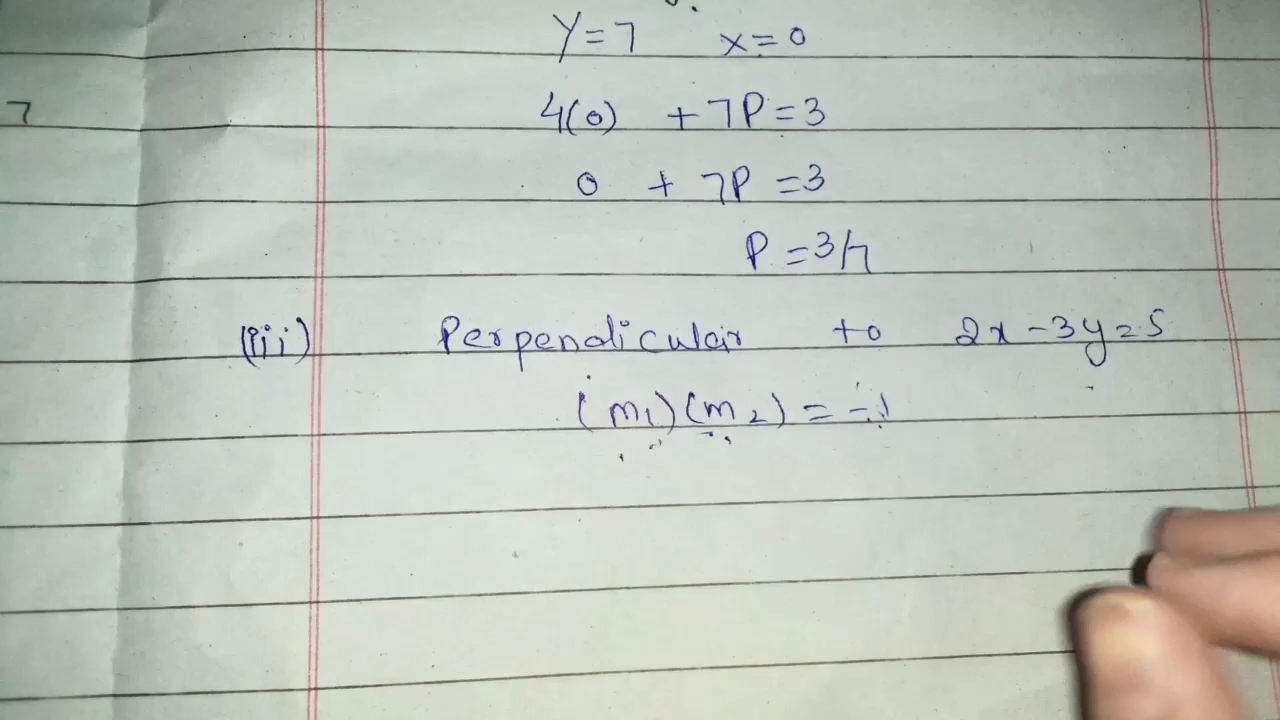 y=7 x=0
7
4(0) + 7P=3
0 + 7P =3
P =3/7
(iii) Perpendicular to 2x-3y=5
(m₁)(m₂) = -1